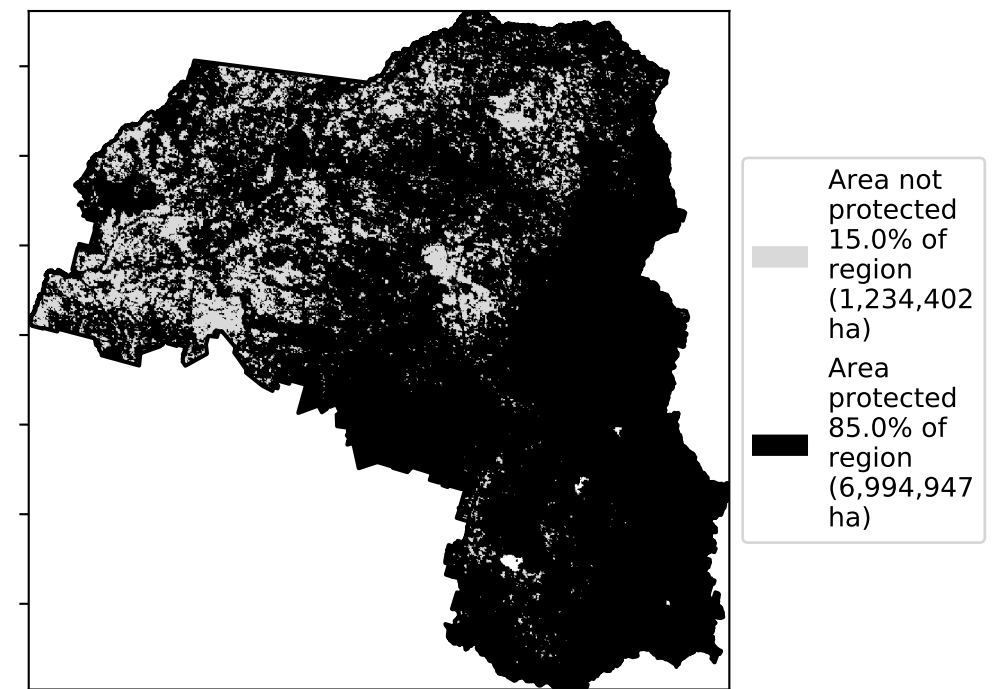 Area not
protected
15.0% of
region
(1,234,402
ha)
Area
protected
85.0% of
region
(6,994,947
ha)